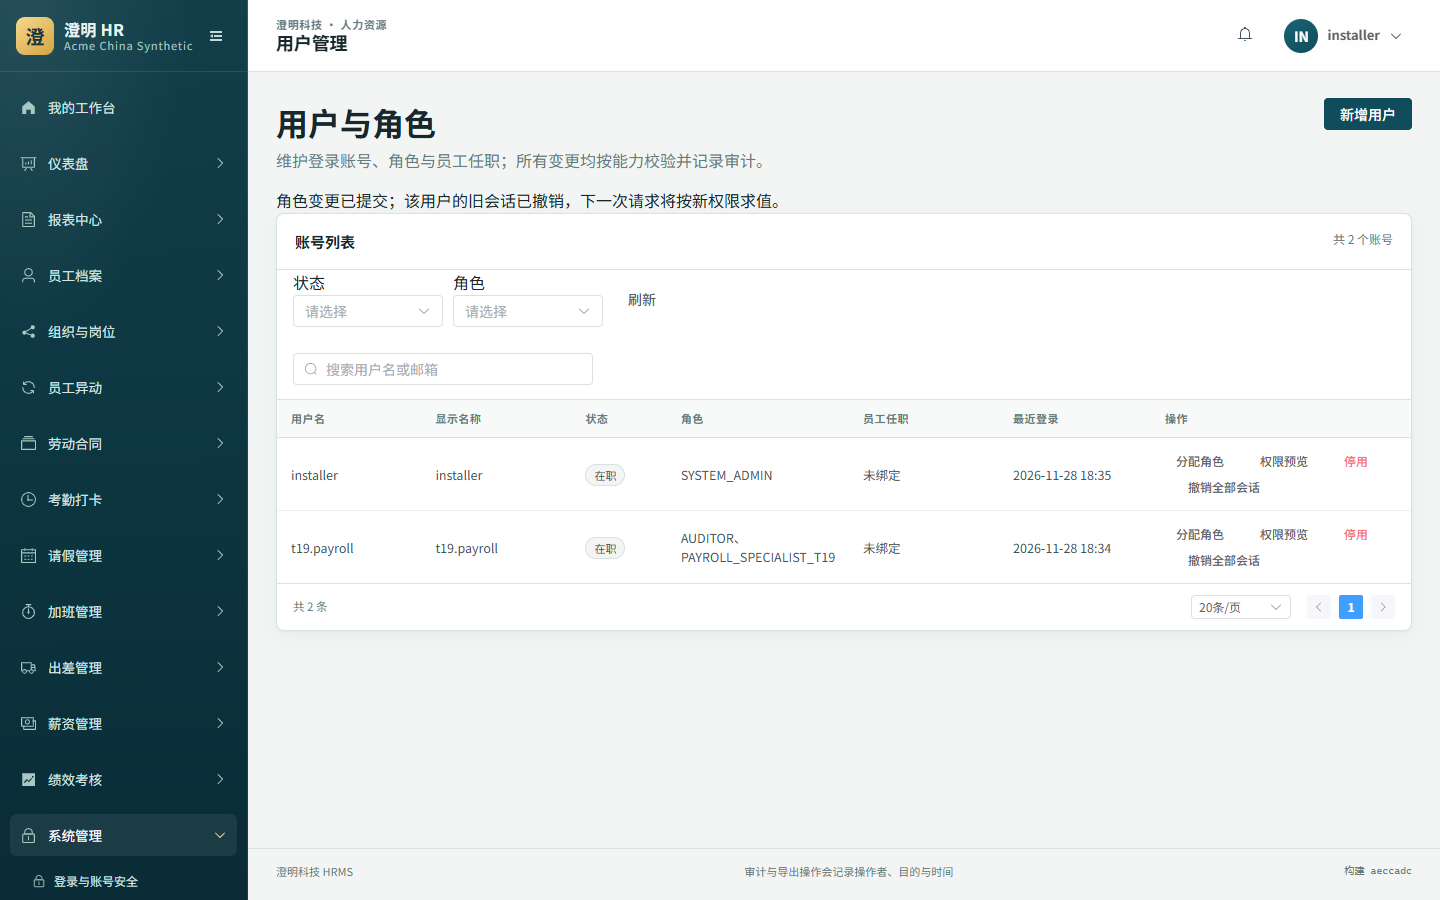 澄
澄明 HR
Acme China Synthetic
我的工作台
仪表盘
报表中心
员工档案
组织与岗位
员工异动
劳动合同
考勤打卡
请假管理
加班管理
出差管理
薪资管理
绩效考核
系统管理
登录与账号安全
澄明科技 · 人力资源
用户管理
IN
installer
用户与角色
新增用户
维护登录账号、角色与员工任职；所有变更均按能力校验并记录审计。
角色变更已提交；该用户的旧会话已撤销，下一次请求将按新权限求值。
账号列表
共 2 个账号
状态
角色
请选择
请选择
刷新
搜索用户名或邮箱
用户名 显示名称 状态 角色 员工任职 最近登录 操作
installer installer 在职 SYSTEM_ADMIN 未绑定 2026-11-28 18:35 分配角色 权限预览 停用
撤销全部会话
t19.payroll t19.payroll 在职 AUDITOR、 未绑定 2026-11-28 18:34 分配角色 权限预览 停用
PAYROLL_SPECIALIST_T19 撤销全部会话
共 2 条
20条/页
1
澄明科技 HRMS
审计与导出操作会记录操作者、目的与时间
构建 aeccadc